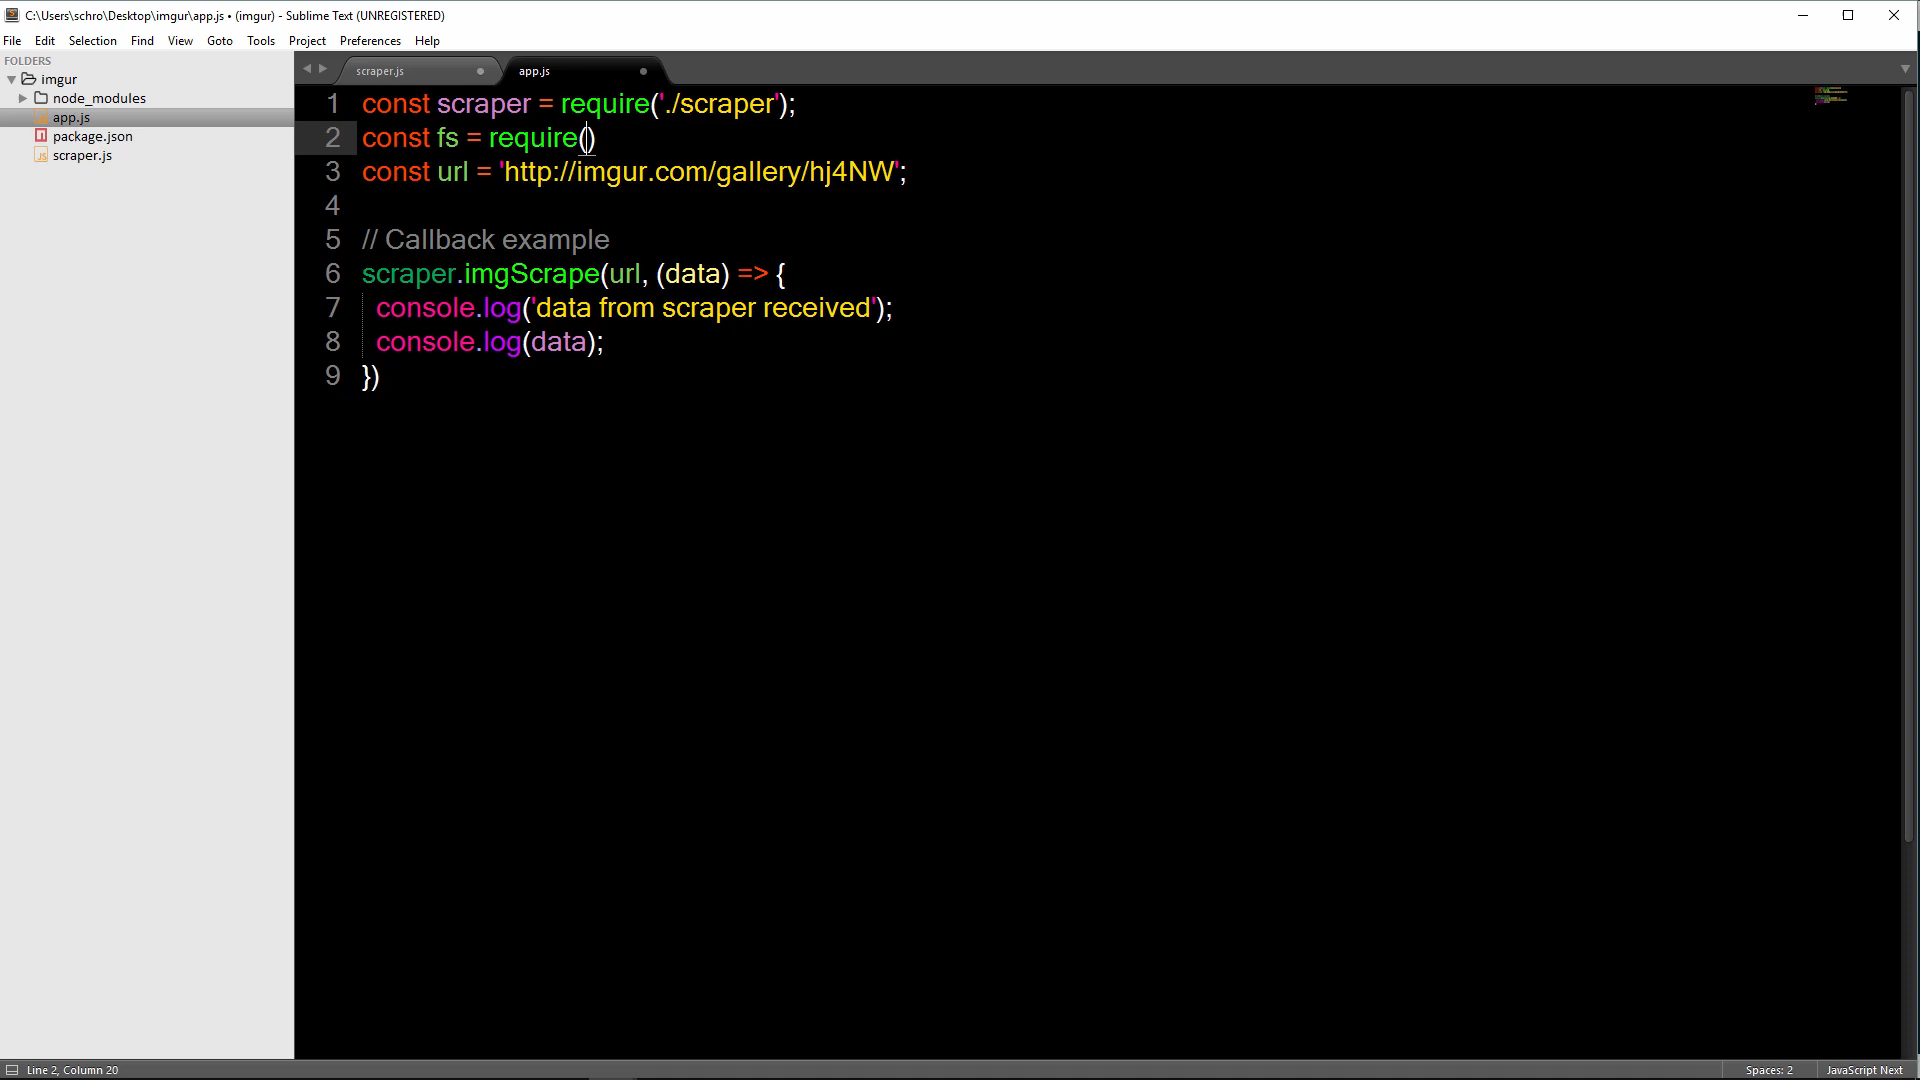 C:\Users\schro\Desktop\imgur\app.js • (imgur) - Sublime Text (UNREGISTERED)
File Edit Selection Find View Goto Tools Project Preferences Help
FOLDERS
imgur
node_modules
app.js
package.json
scraper.js
scraper.js app.js
1 const scraper = require('./scraper');
2 const fs = require()
3 const url = 'http://imgur.com/gallery/hj4NW';
4
5 // Callback example
6 scraper.imgScrape(url, (data) => {
7 console.log('data from scraper received');
8 console.log(data);
9 })
Line 2, Column 20 Spaces: 2 JavaScript Next